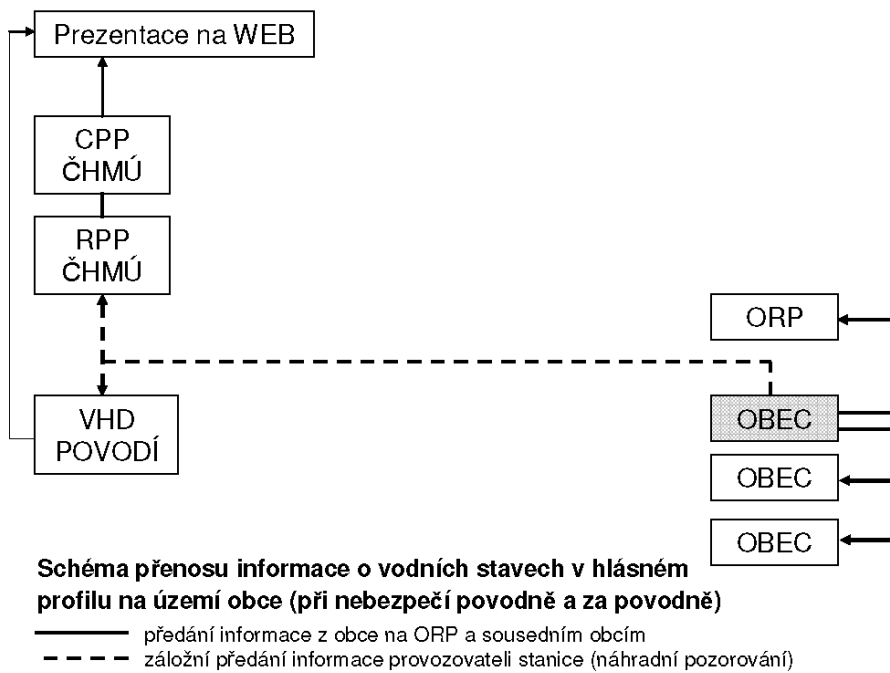 Prezentace na WEB
CPP
ČHMÚ
RPP
ČHMÚ
ORP
VHD
POVODÍ
OBEC
OBEC
OBEC
Schéma přenosu informace o vodních stavech v hlásném
profilu na území obce (při nebezpečí povodně a za povodně)
předání informace z obce na ORP a sousedním obcím
záložní předání informace provozovateli stanice (náhradní pozorování)